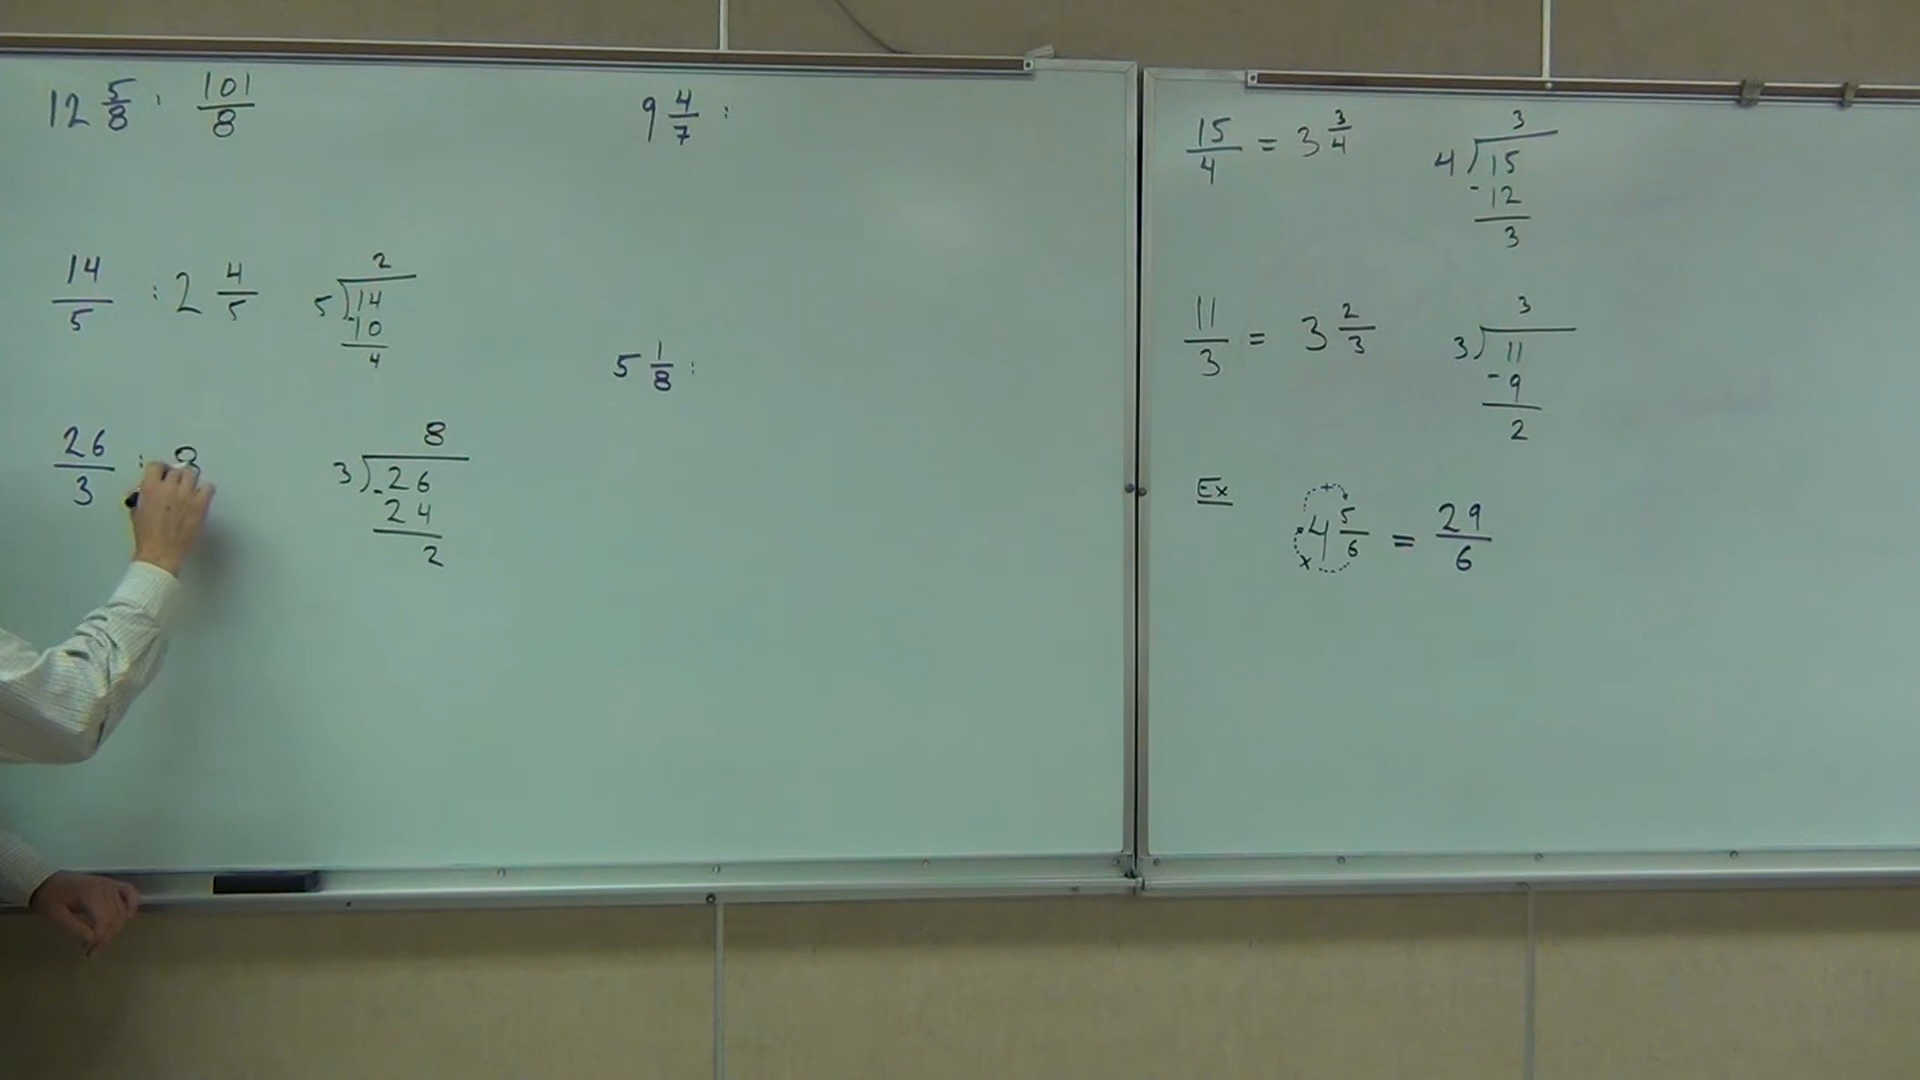 12 5/8 : 101/8
14/5 : 2 4/5
2
5 ) 14
-10
4
26/3 : 8
8
3 ) 26
- 24
2
9 4/7 :
5 1/8 :
15/4 = 3 3/4
3
4 ) 15
- 12
3
11/3 = 3 2/3
3
3 ) 11
- 9
2
Ex
+
4 5/6 = 29/6
x